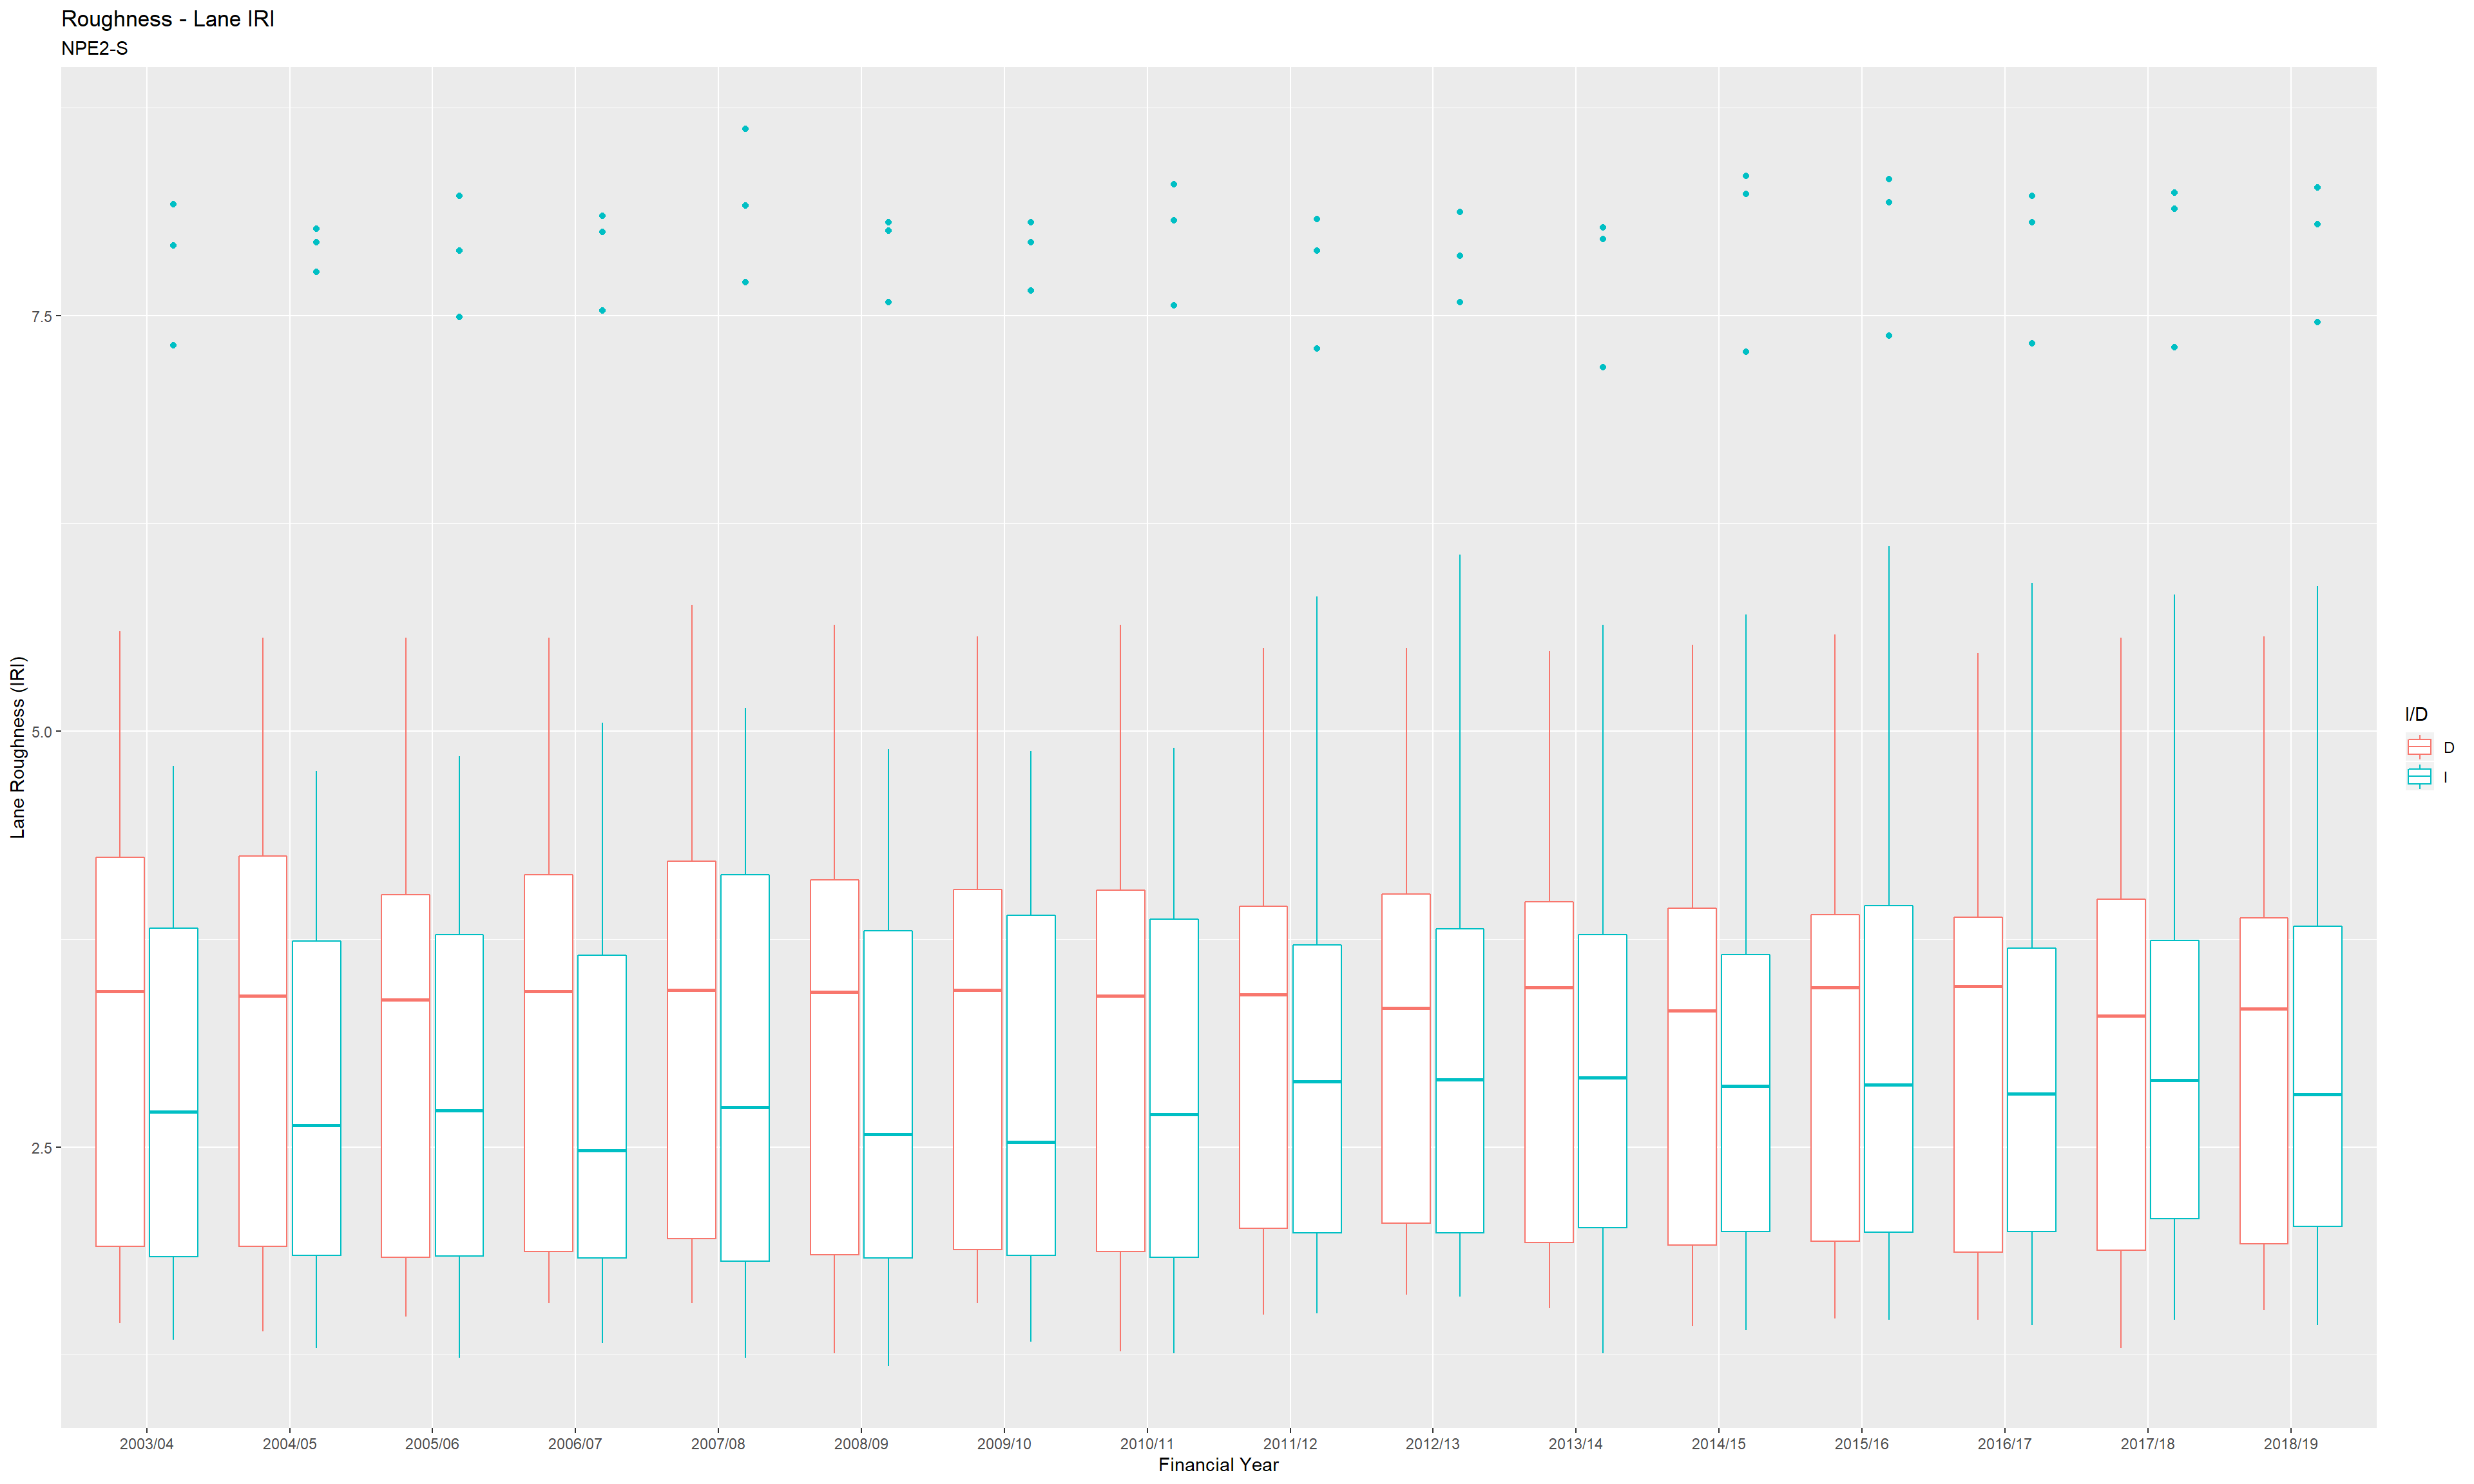 Roughness - Lane IRI
NPE2-S
Lane Roughness (IRI)
7.5
5.0
2.5
2003/04
2004/05
2005/06
2006/07
2007/08
2008/09
2009/10
2010/11
2011/12
2012/13
2013/14
2014/15
2015/16
2016/17
2017/18
2018/19
Financial Year
I/D
D
I